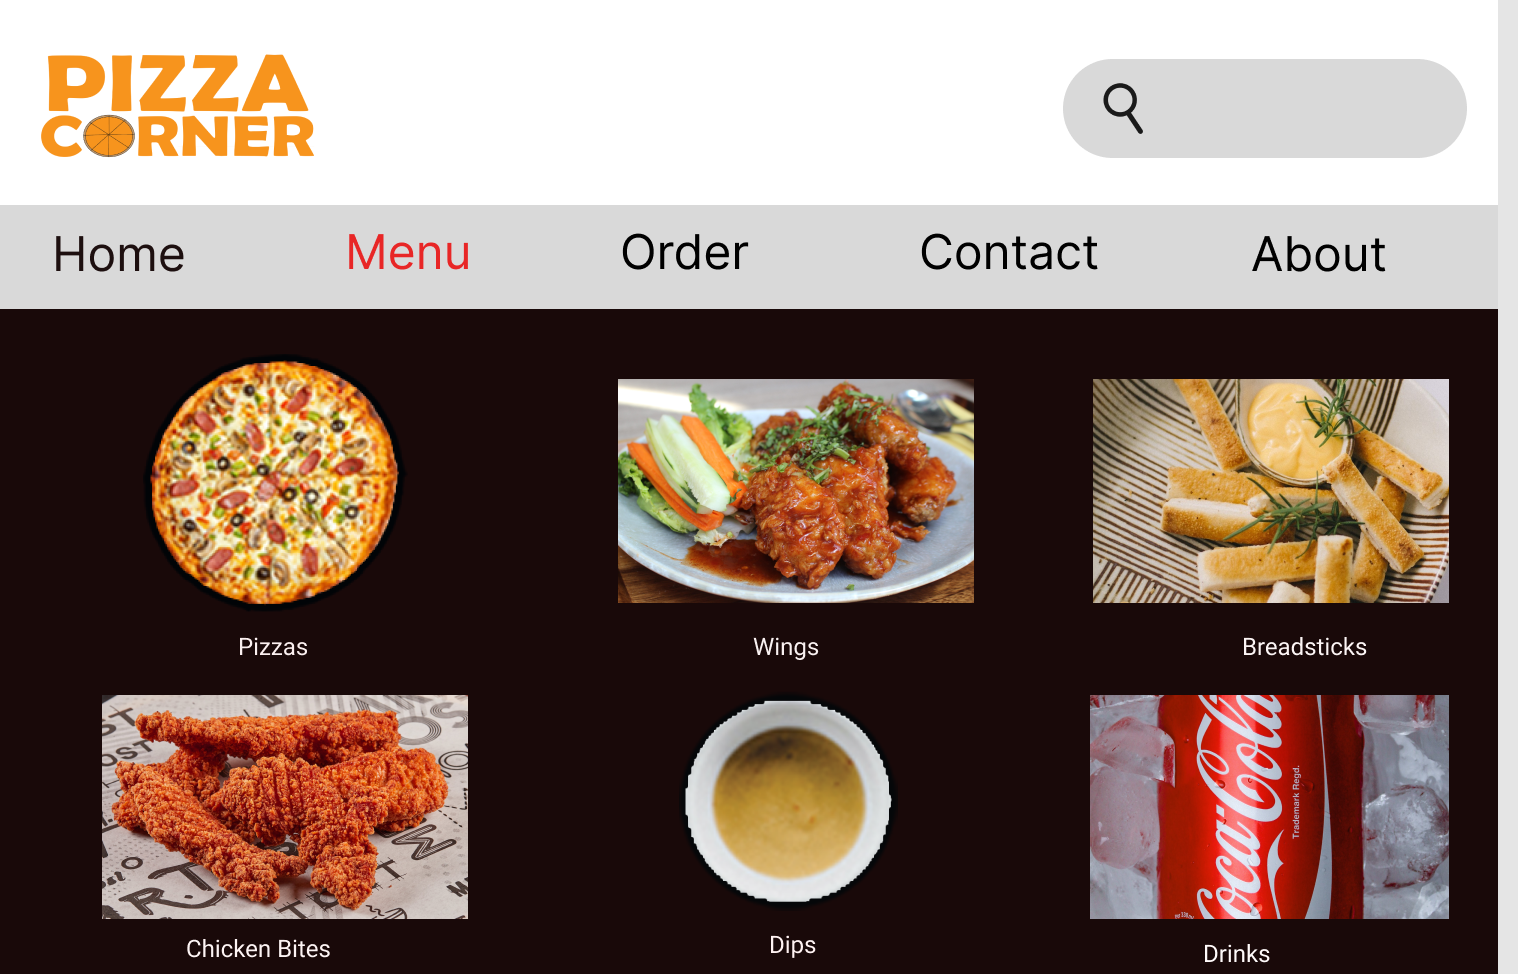 PIZZA
CORNER
Home Menu Order Contact About
Pizzas Wings Breadsticks
Coca-Cola
Trademark Regd.
Chicken Bites Dips Drinks